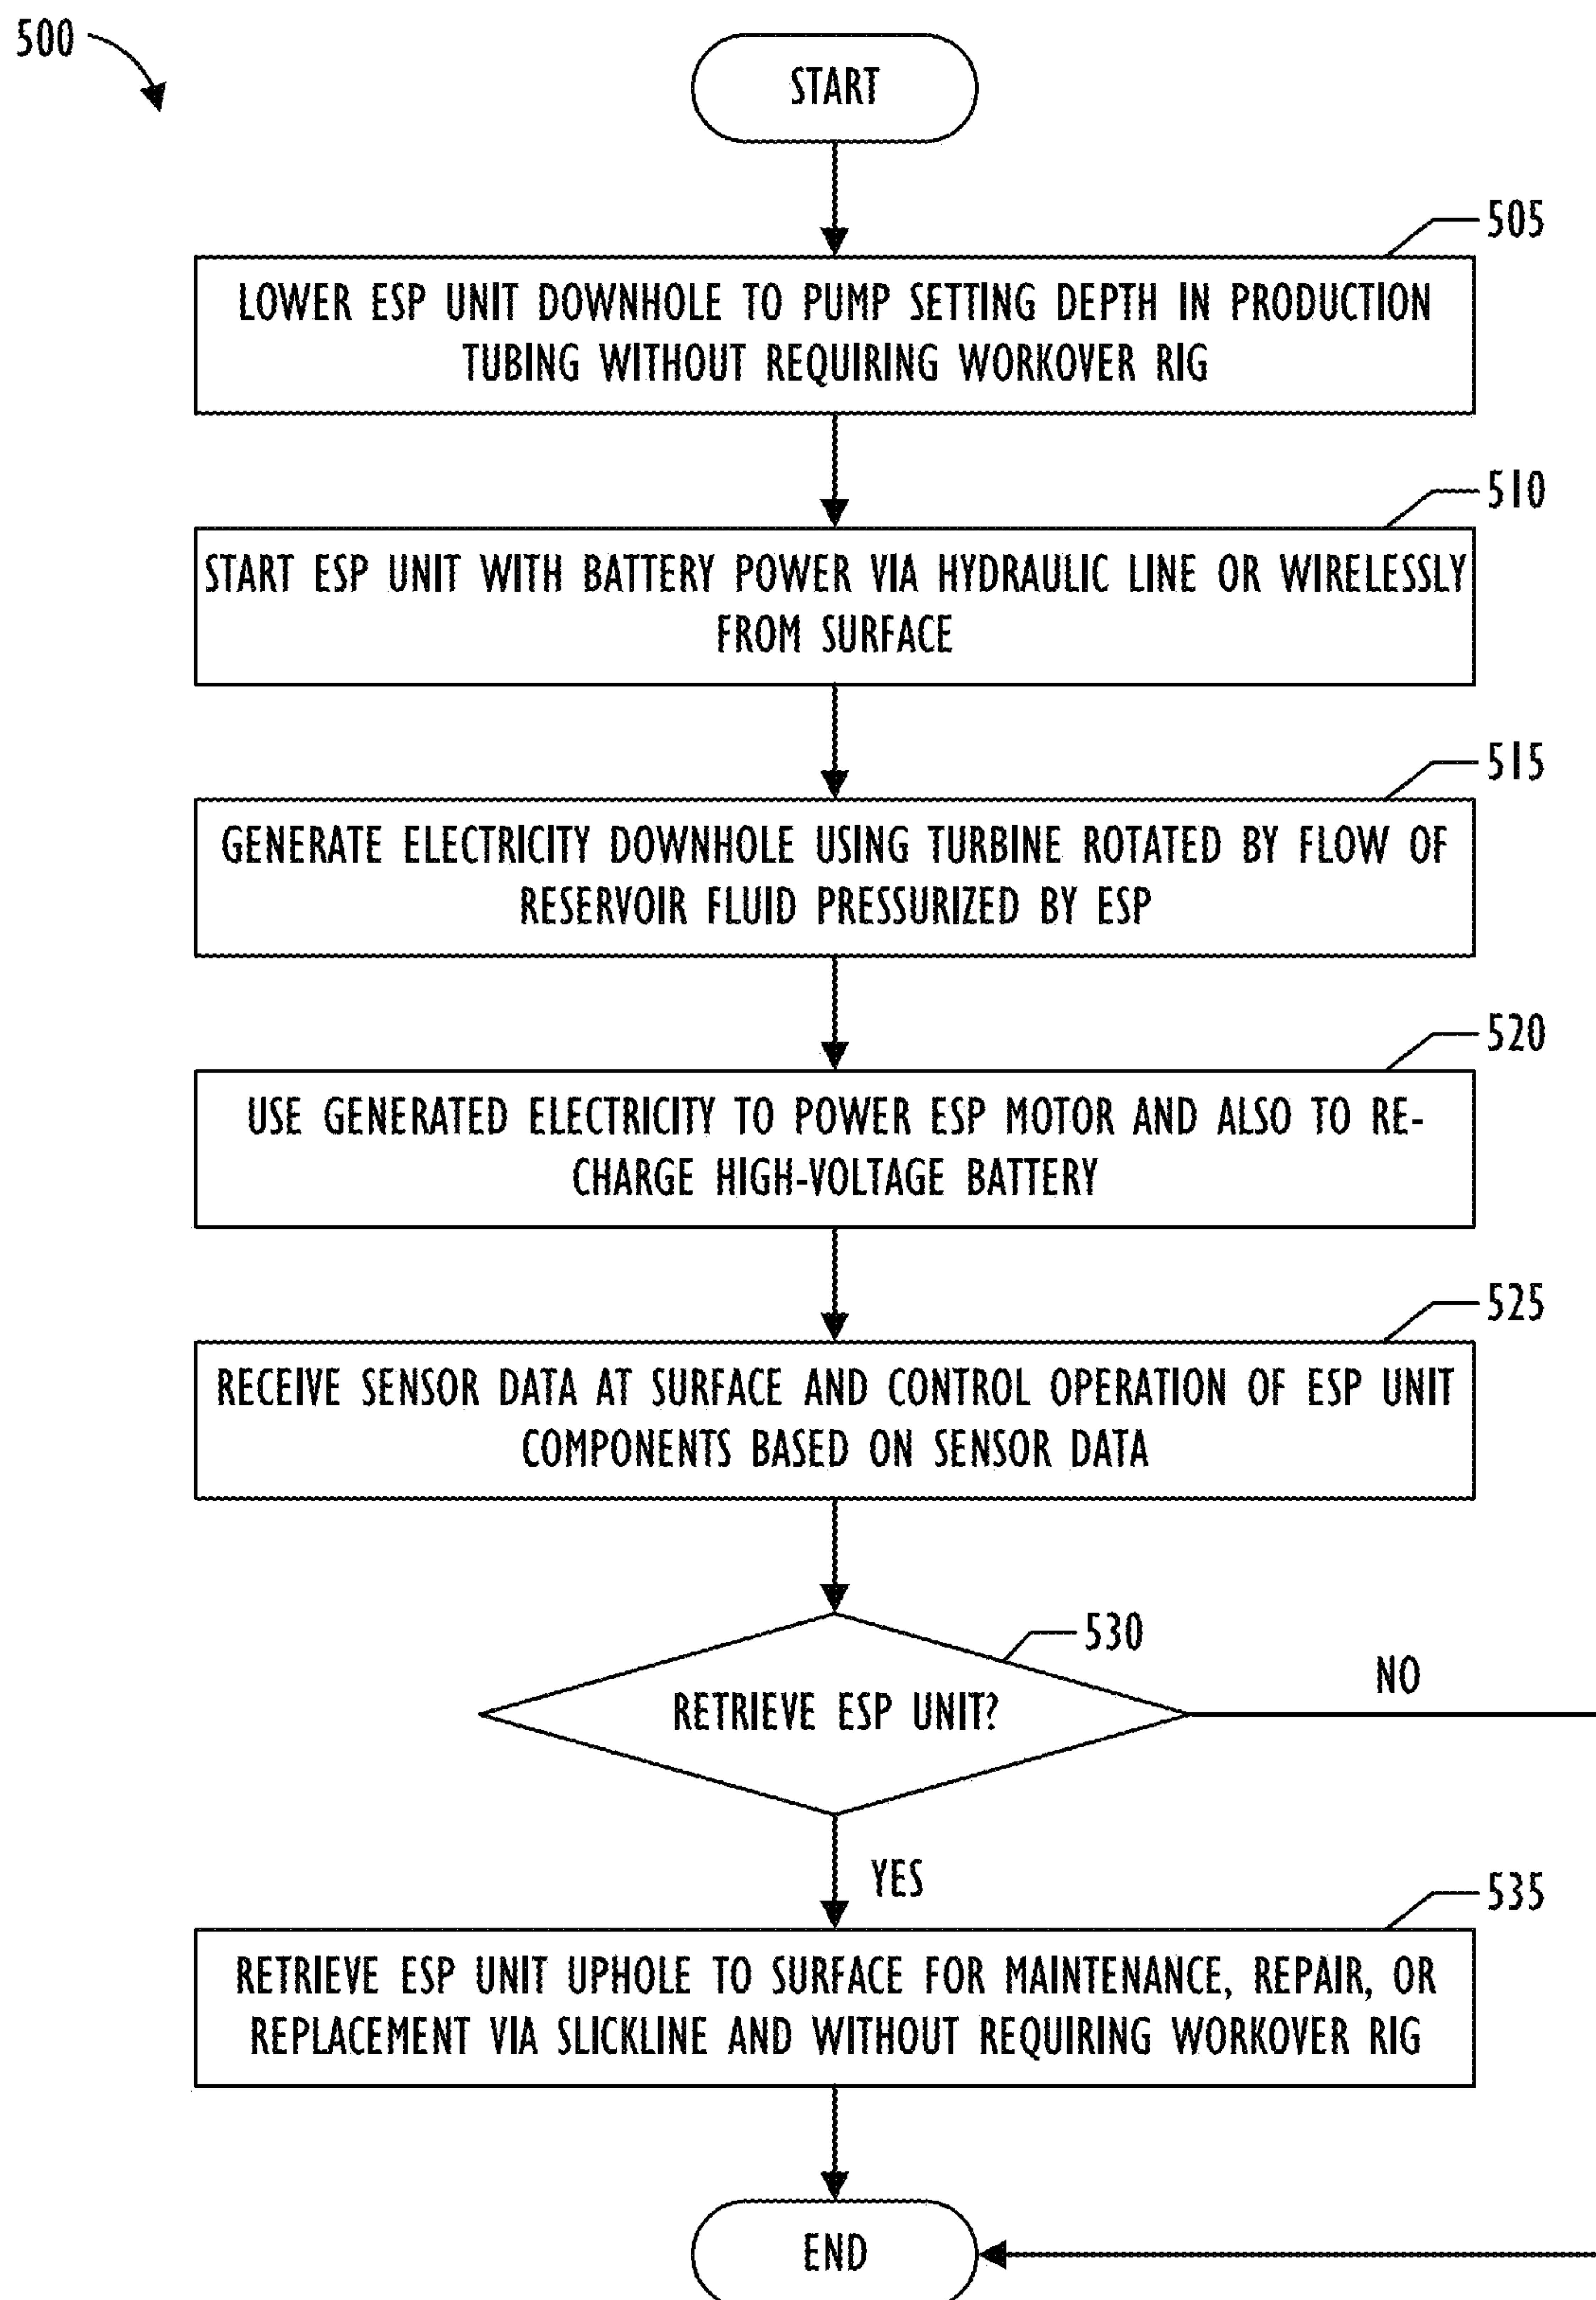 500
START
505
LOWER ESP UNIT DOWNHOLE TO PUMP SETTING DEPTH IN PRODUCTION
TUBING WITHOUT REQUIRING WORKOVER RIG
510
START ESP UNIT WITH BATTERY POWER VIA HYDRAULIC LINE OR WIRELESSLY
FROM SURFACE
515
GENERATE ELECTRICITY DOWNHOLE USING TURBINE ROTATED BY FLOW OF
RESERVOIR FLUID PRESSURIZED BY ESP
520
USE GENERATED ELECTRICITY TO POWER ESP MOTOR AND ALSO TO RE-
CHARGE HIGH-VOLTAGE BATTERY
525
RECEIVE SENSOR DATA AT SURFACE AND CONTROL OPERATION OF ESP UNIT
COMPONENTS BASED ON SENSOR DATA
530
NO
RETRIEVE ESP UNIT?
YES
535
RETRIEVE ESP UNIT UPHOLE TO SURFACE FOR MAINTENANCE, REPAIR, OR
REPLACEMENT VIA SLICKLINE AND WITHOUT REQUIRING WORKOVER RIG
END